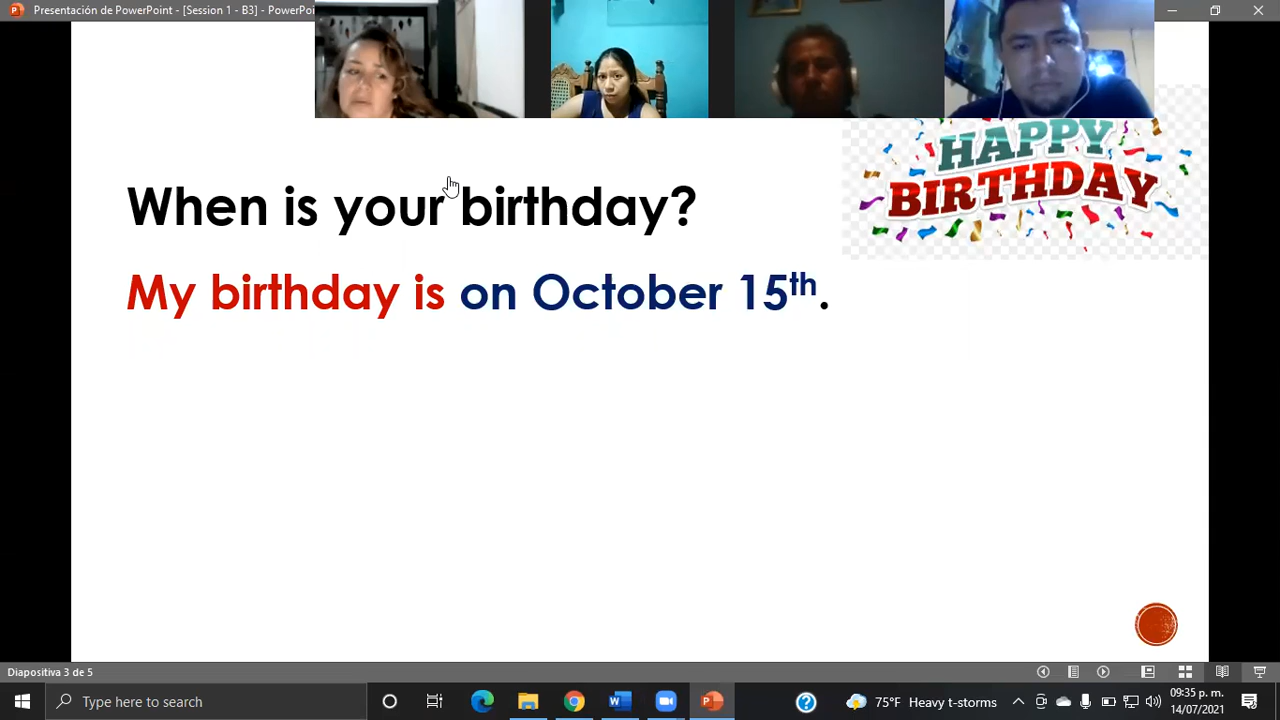 Presentación de PowerPoint - [Session 1 - B3] - PowerPo
HAPPY
BIRTHDAY
When is your birthday?
My birthday is on October 15th.
Diapositiva 3 de 5
Type here to search
75°F Heavy t-storms
09:35 p. m.
14/07/2021